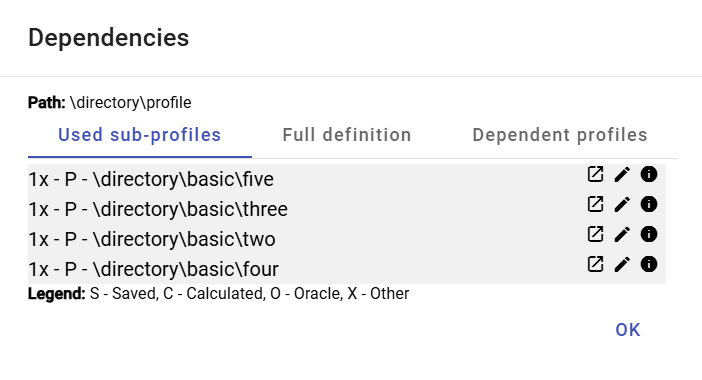 Dependencies
Path: \directory\profile
Used sub-profiles Full definition Dependent profiles
1x - P - \directory\basic\five
1x - P - \directory\basic\three
1x - P - \directory\basic\two
1x - P - \directory\basic\four
Legend: S - Saved, C - Calculated, O - Oracle, X - Other
OK